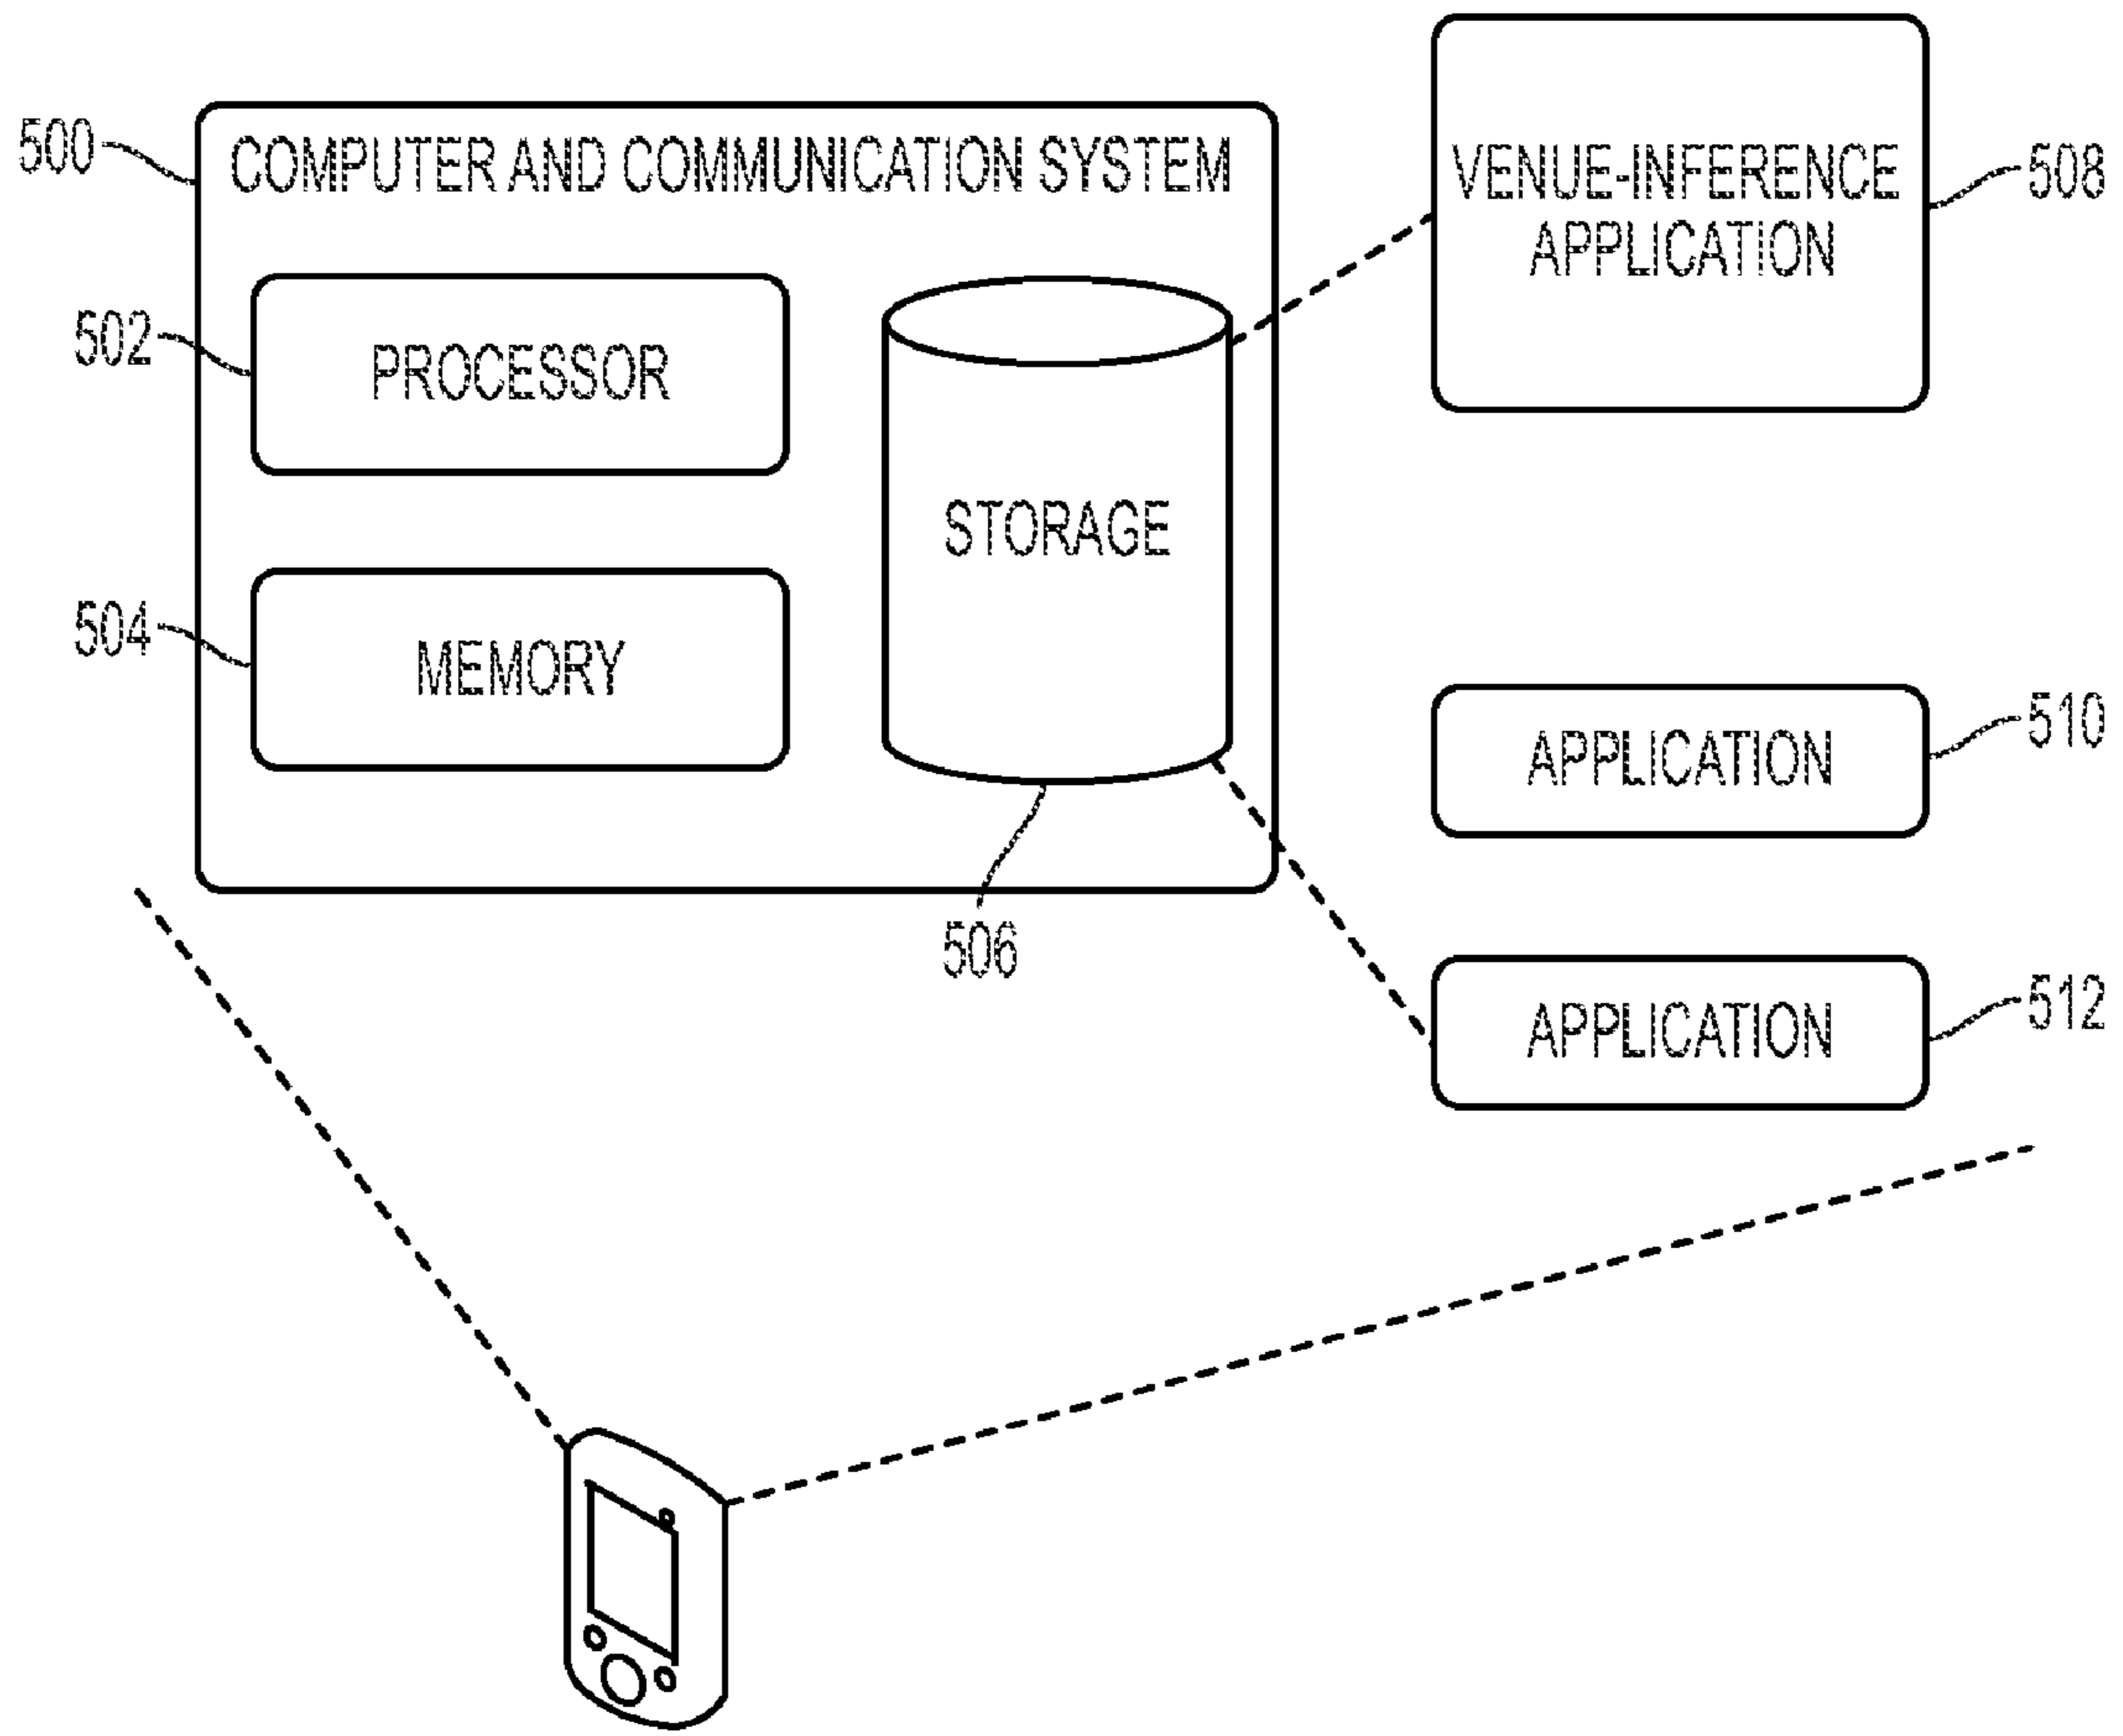 500
COMPUTER AND COMMUNICATION SYSTEM
VENUE-INFERENCE
APPLICATION
508
502
PROCESSOR
STORAGE
504
MEMORY
506
APPLICATION
510
APPLICATION
512